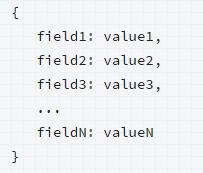 {
field1: value1,
field2: value2,
field3: value3,
...
fieldN: valueN
}